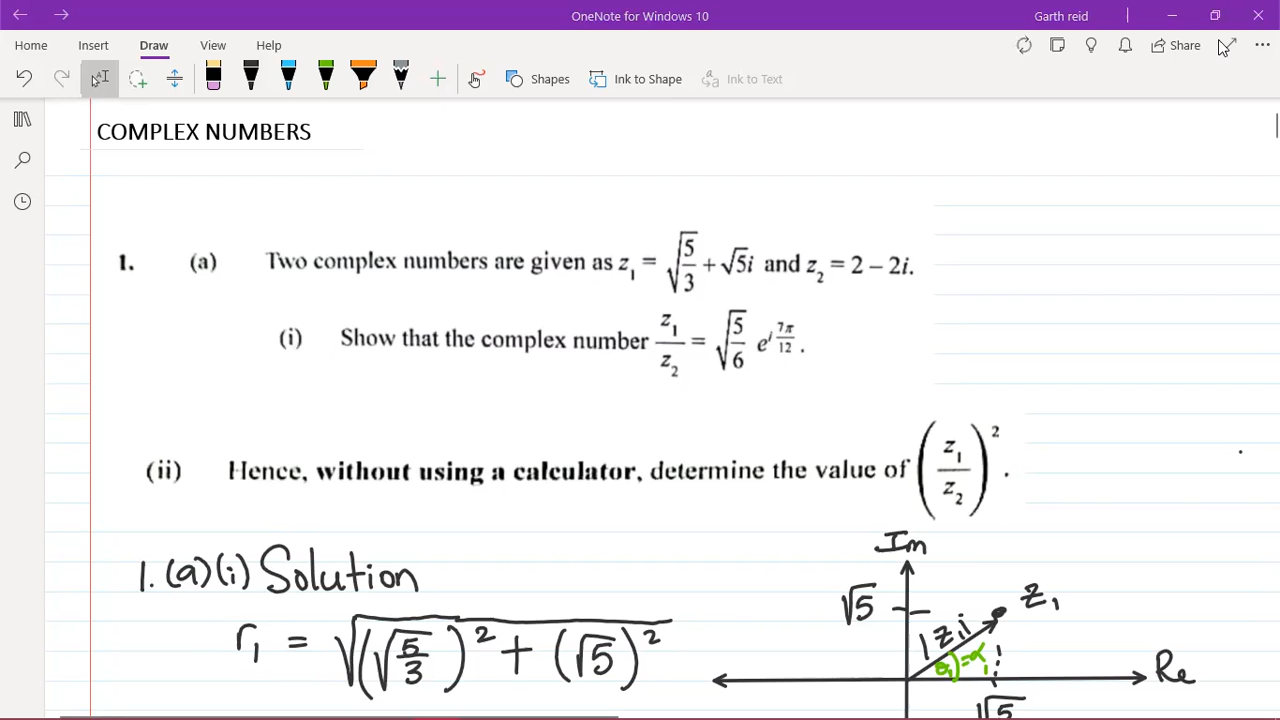 OneNote for Windows 10
Garth reid
Home Insert Draw View Help
Share
Shapes Ink to Shape Ink to Text
COMPLEX NUMBERS
1. (a) Two complex numbers are given as z₁ = √(5/3) + √5i and z₂ = 2 – 2i.
(i) Show that the complex number z₁/z₂ = √(5/6) e^(i 7π/12).
(ii) Hence, without using a calculator, determine the value of (z₁/z₂)².
1.(a)(i) Solution
r₁ = √((√(5/3))² + (√5)²)
Im
√5
z₁
|z₁|
θ₁ = α₁
Re
√5